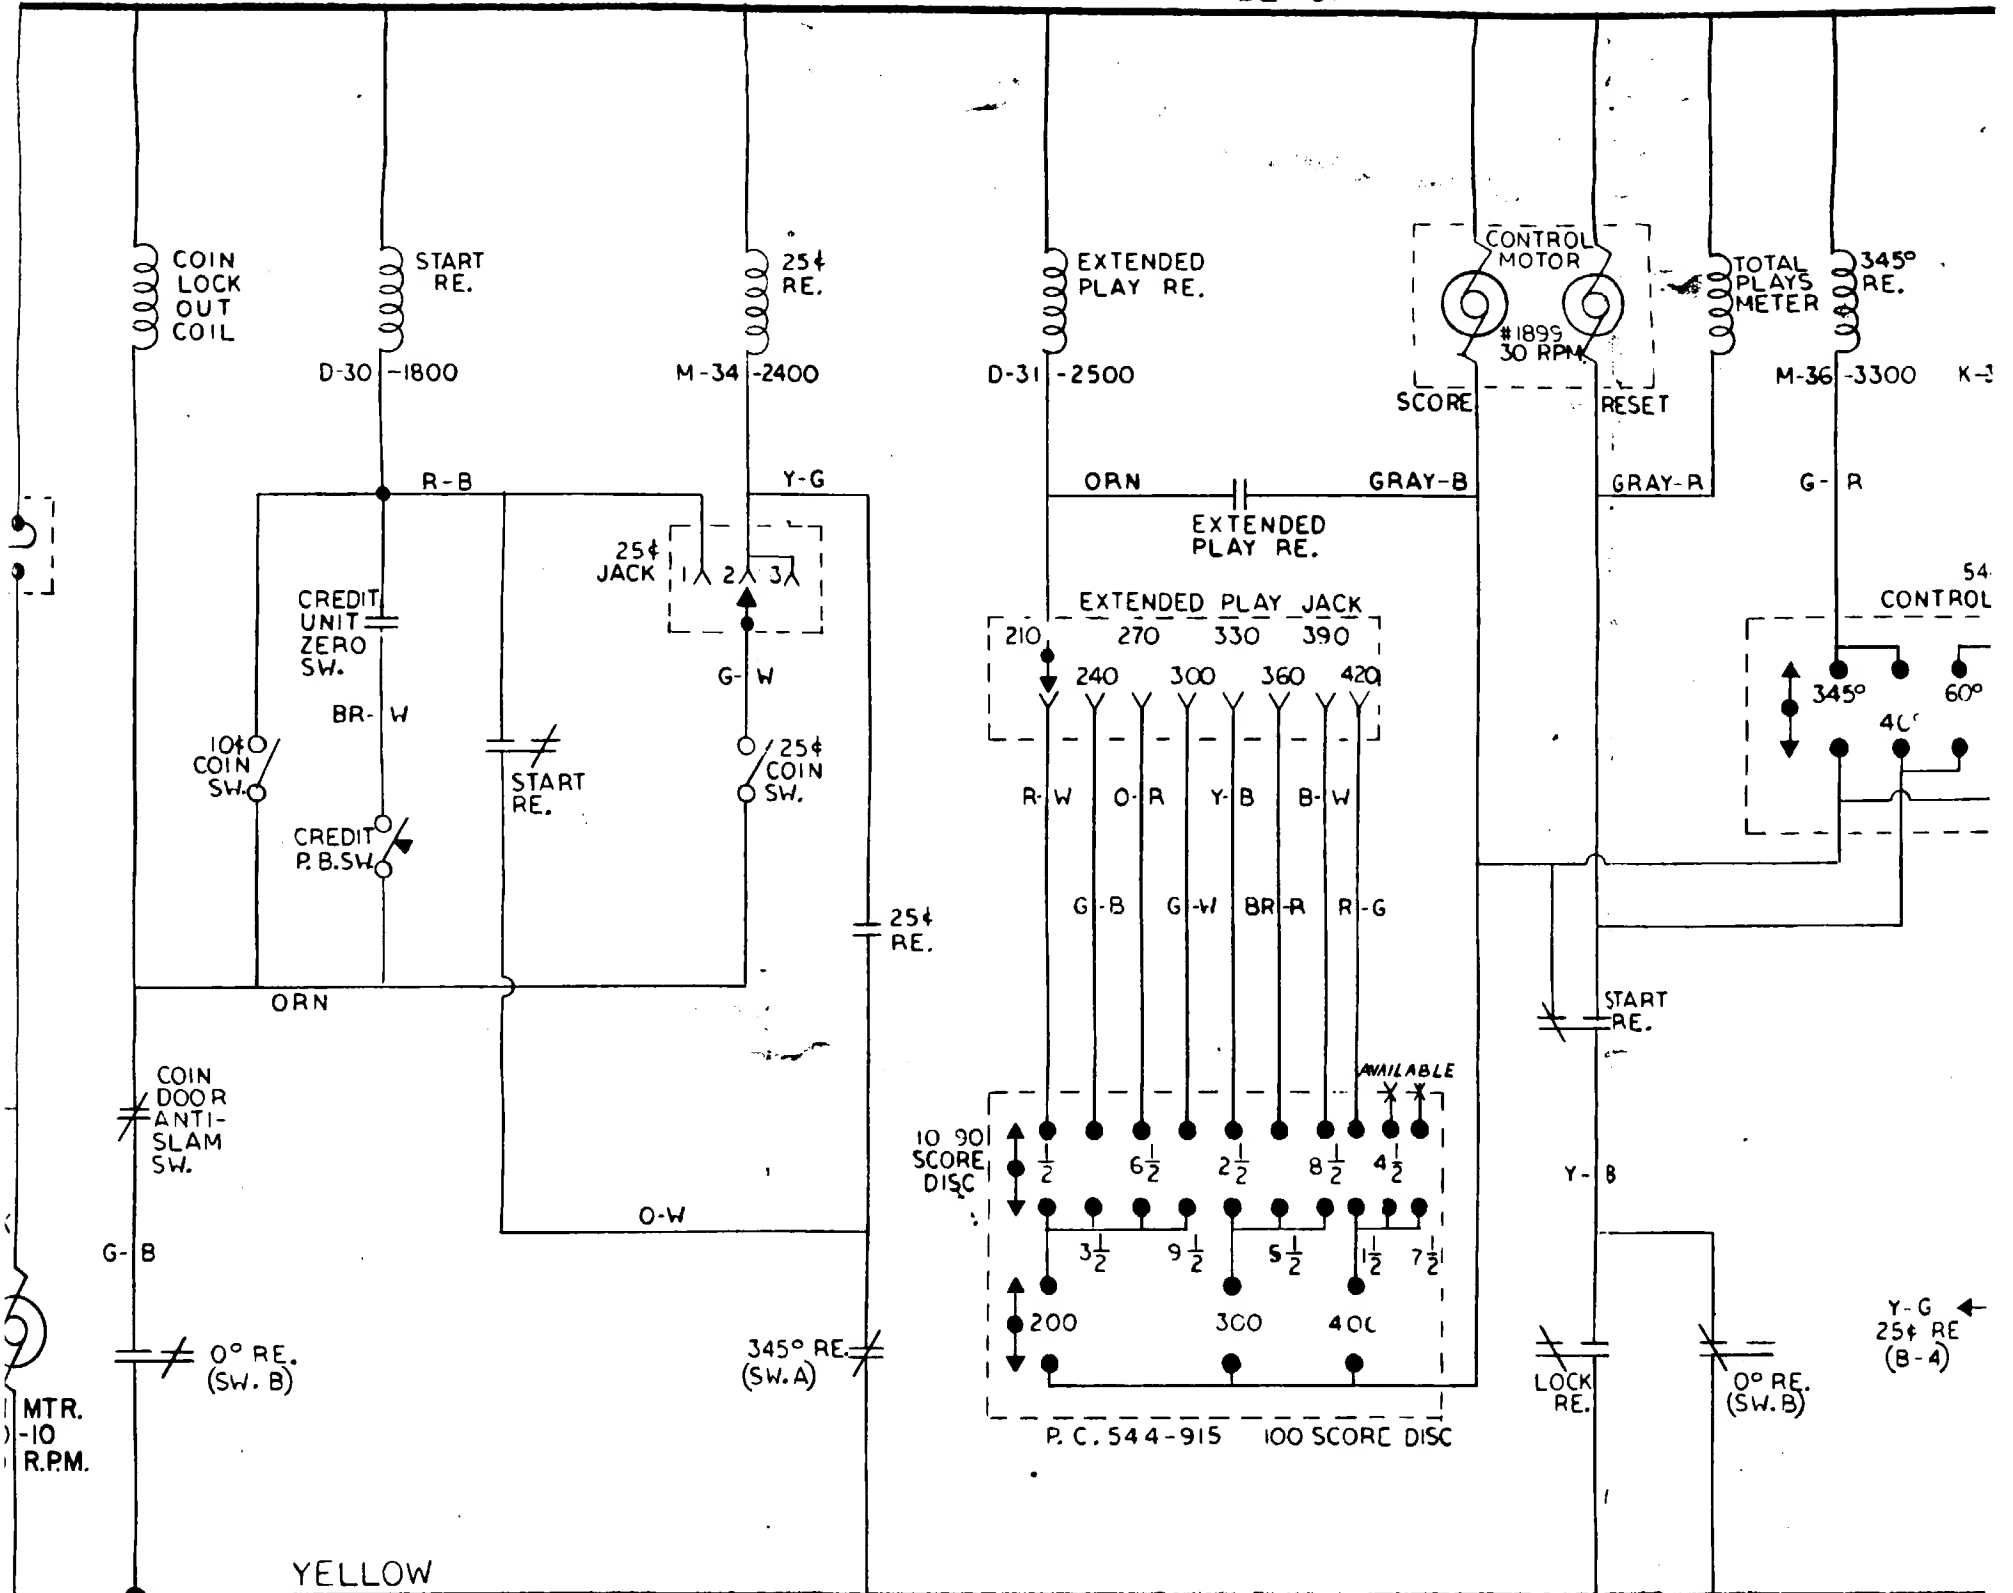 COIN
LOCK
OUT
COIL
START
RE.
D-30-1800
25¢
RE.
M-34-2400
EXTENDED
PLAY RE.
D-31-2500
CONTROL
MOTOR
#1899
30 RPM
SCORE
RESET
TOTAL
PLAYS
METER
345°
RE.
M-36-3300
R-B
Y-G
ORN
GRAY-B
GRAY-R
G-R
EXTENDED
PLAY RE.
25¢
JACK
1 2 3
CREDIT
UNIT
ZERO
SW.
BR-W
G-W
10¢
COIN
SW.
CREDIT
P.B.SW.
START
RE.
25¢
COIN
SW.
25¢
RE.
ORN
EXTENDED PLAY JACK
210 270 330 390
240 300 360 420
R-W O-R Y-B B-W
G-B G-W BR-R R-G
CONTROL
345° 60°
START
RE.
COIN
DOOR
ANTI-
SLAM
SW.
G-B
O-W
0° RE.
(SW. B)
345° RE.
(SW.A)
AVAILABLE
10 90
SCORE
DISC
1/2 6 1/2 2 1/2 8 1/2 4 1/2
3 1/2 9 1/2 5 1/2 1 1/2 7 1/2
200 300 400
P.C.544-915 100 SCORE DISC
Y-B
LOCK
RE.
0° RE.
(SW.B)
Y-G
25¢ RE
(B-4)
MTR.
-10
R.P.M.
YELLOW